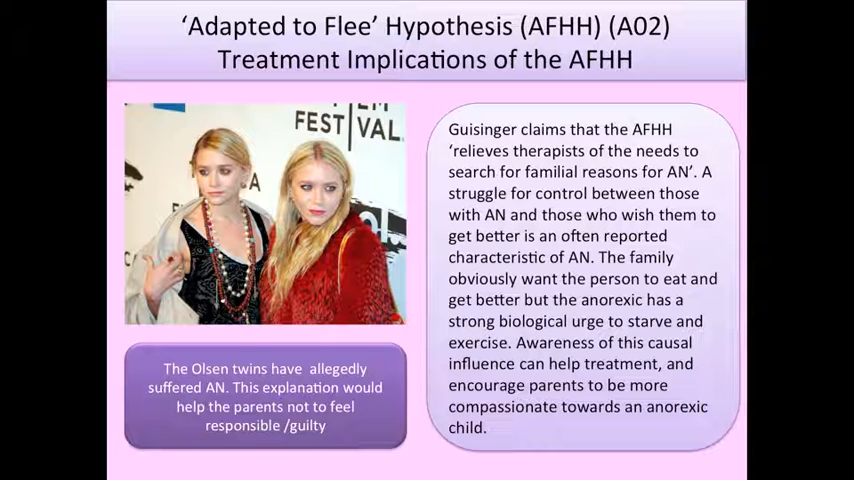 ‘Adapted to Flee’ Hypothesis (AFHH) (A02)
Treatment Implications of the AFHH
FILM
FESTIVAL
The Olsen twins have  allegedly
suffered AN. This explanation would
help the parents not to feel
responsible /guilty
Guisinger claims that the AFHH
‘relieves therapists of the needs to
search for familial reasons for AN’. A
struggle for control between those
with AN and those who wish them to
get better is an often reported
characteristic of AN. The family
obviously want the person to eat and
get better but the anorexic has a
strong biological urge to starve and
exercise. Awareness of this causal
influence can help treatment, and
encourage parents to be more
compassionate towards an anorexic
child.